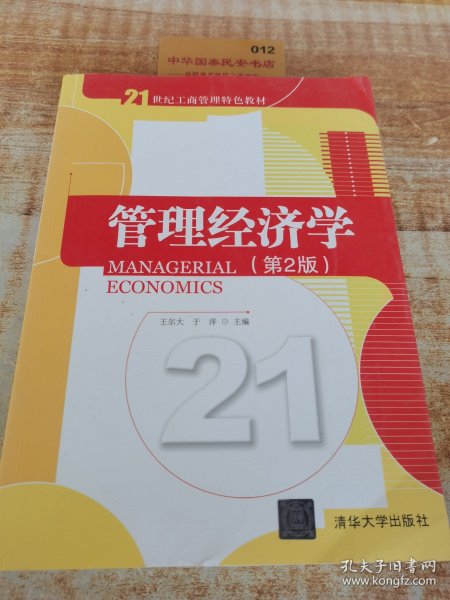 012
中华国泰民安书店
21世纪工商管理特色教材
管理经济学
MANAGERIAL（第2版）
ECONOMICS
王尔大 于 洋⊙主编
21
清华大学出版社
孔夫子旧书网
www.kongfz.com